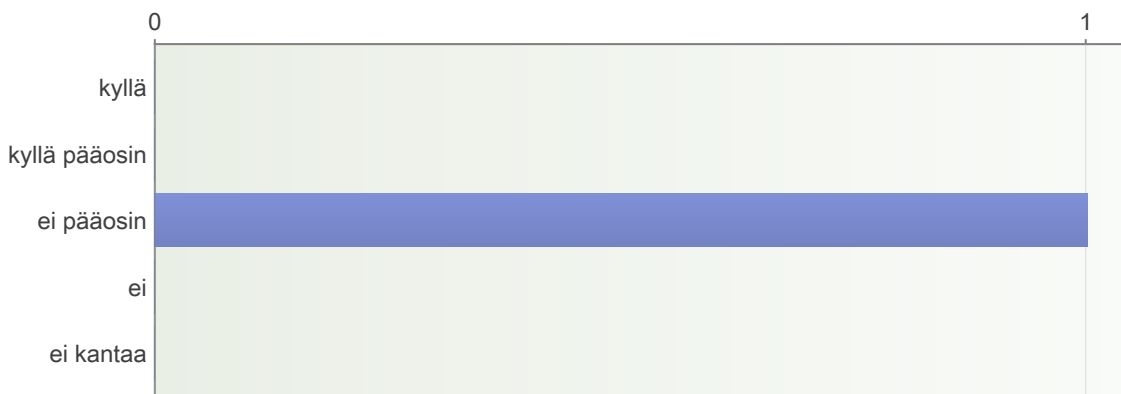 0 1
kyllä
kyllä pääosin
ei pääosin
ei
ei kantaa